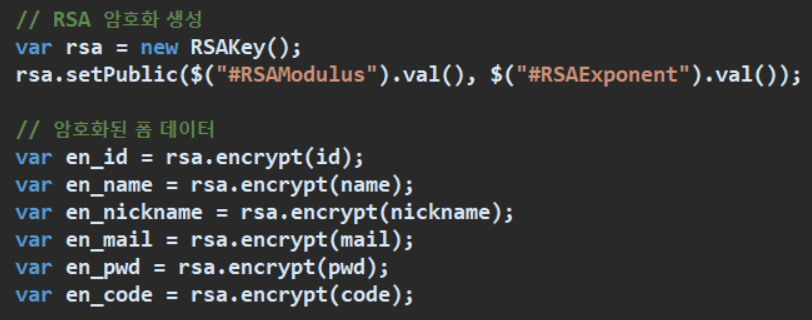 // RSA 암호화 생성
var rsa = new RSAKey();
rsa.setPublic($("#RSAModulus").val(), $("#RSAExponent").val());
// 암호화된 폼 데이터
var en_id = rsa.encrypt(id);
var en_name = rsa.encrypt(name);
var en_nickname = rsa.encrypt(nickname);
var en_mail = rsa.encrypt(mail);
var en_pwd = rsa.encrypt(pwd);
var en_code = rsa.encrypt(code);